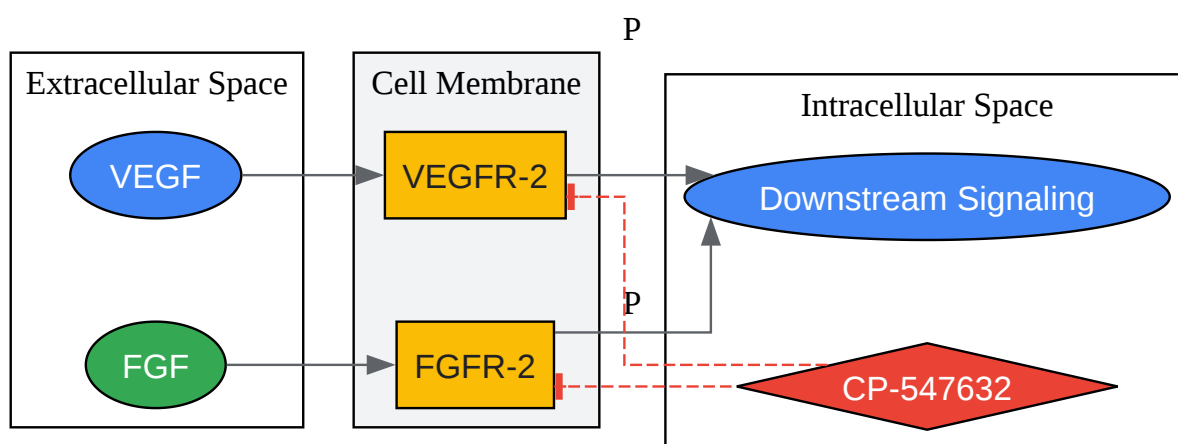 P
Extracellular Space
Cell Membrane
Intracellular Space
VEGF
VEGFR-2
Downstream Signaling
P
FGF
FGFR-2
CP-547632